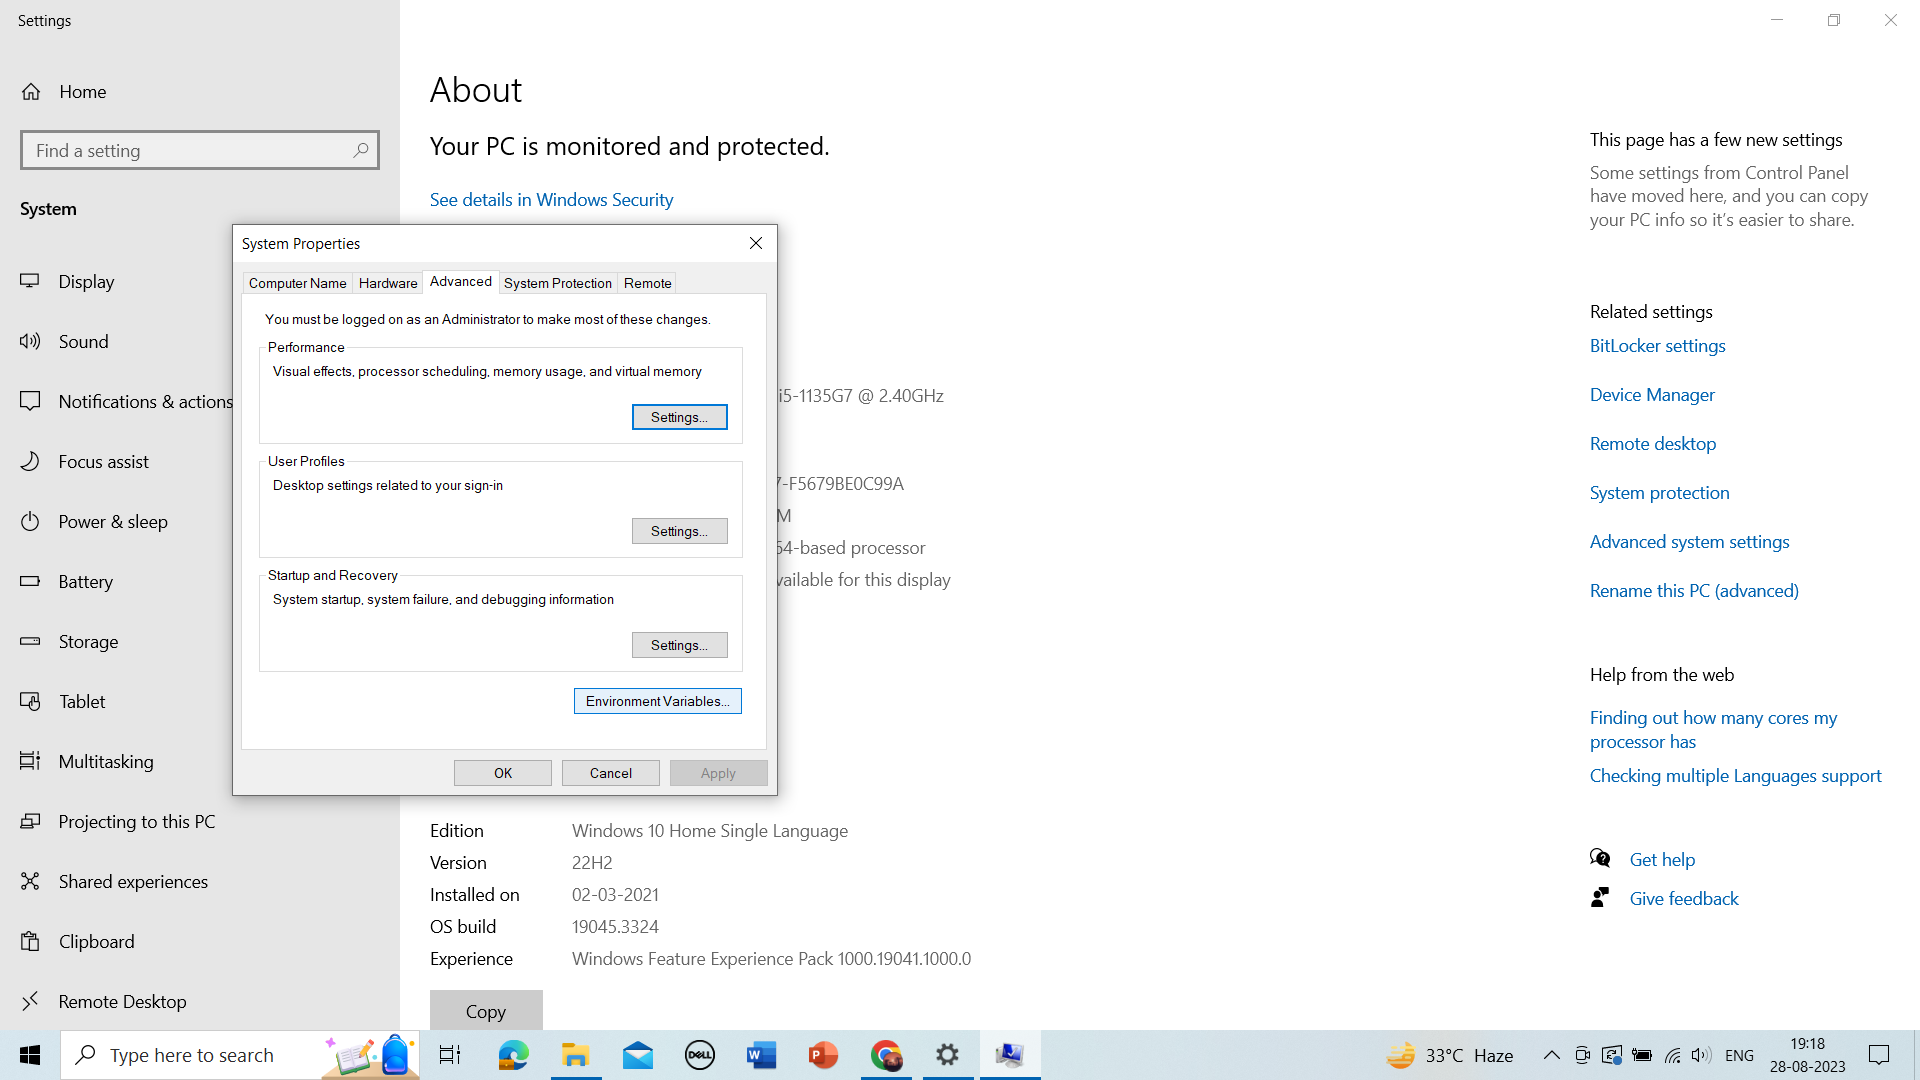 Settings
Home
Find a setting
System
Display
Sound
Notifications & actions
Focus assist
Power & sleep
Battery
Storage
Tablet
Multitasking
Projecting to this PC
Shared experiences
Clipboard
Remote Desktop
About
Your PC is monitored and protected.
See details in Windows Security
System Properties
Computer Name
Hardware
Advanced
System Protection
Remote
You must be logged on as an Administrator to make most of these changes.
Performance
Visual effects, processor scheduling, memory usage, and virtual memory
Settings...
User Profiles
Desktop settings related to your sign-in
Settings...
Startup and Recovery
System startup, system failure, and debugging information
Settings...
Environment Variables...
OK
Cancel
Apply
i5-1135G7 @ 2.40GHz
7-F5679BE0C99A
M
64-based processor
vailable for this display
Edition Windows 10 Home Single Language
Version 22H2
Installed on 02-03-2021
OS build 19045.3324
Experience Windows Feature Experience Pack 1000.19041.1000.0
Copy
This page has a few new settings
Some settings from Control Panel
have moved here, and you can copy
your PC info so it's easier to share.
Related settings
BitLocker settings
Device Manager
Remote desktop
System protection
Advanced system settings
Rename this PC (advanced)
Help from the web
Finding out how many cores my
processor has
Checking multiple Languages support
Get help
Give feedback
Type here to search
DELL
W
P
33°C Haze
ENG
19:18
28-08-2023